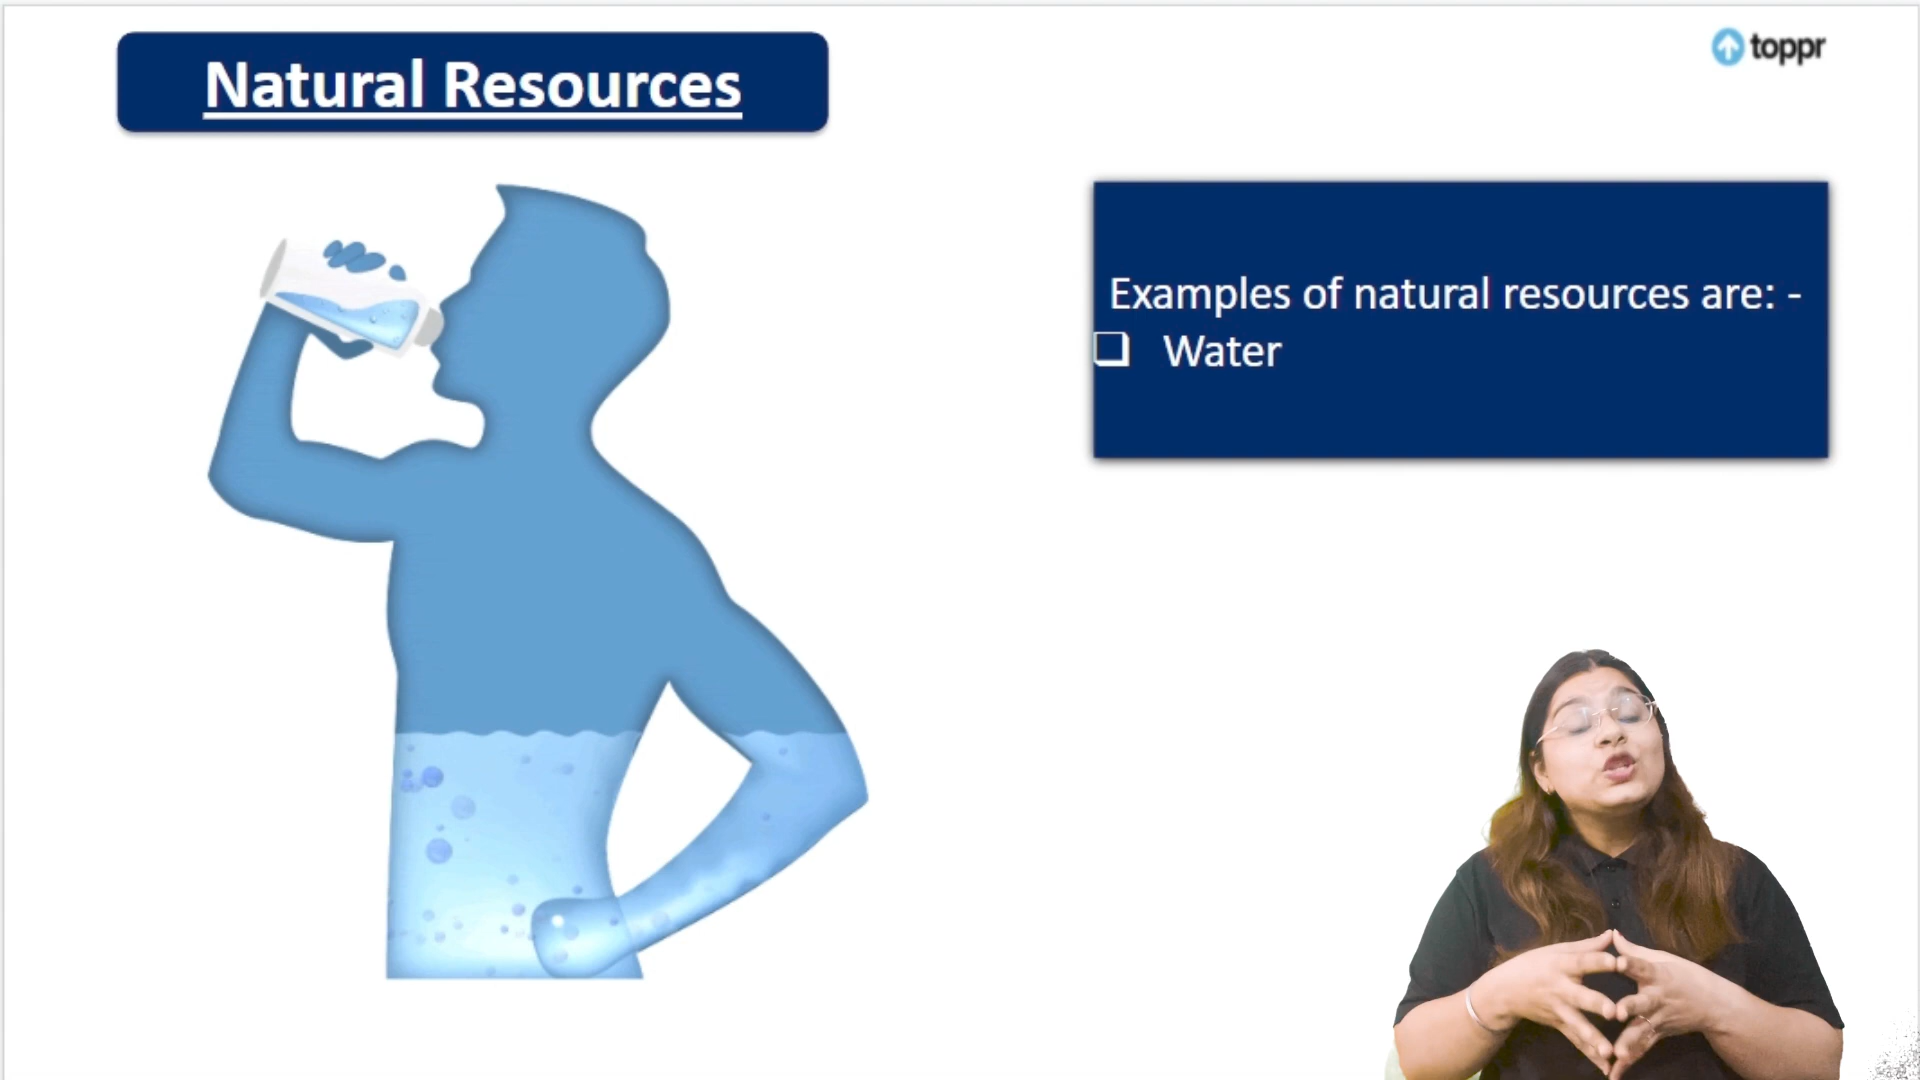 Natural Resources
toppr
Examples of natural resources are: -
❑ Water